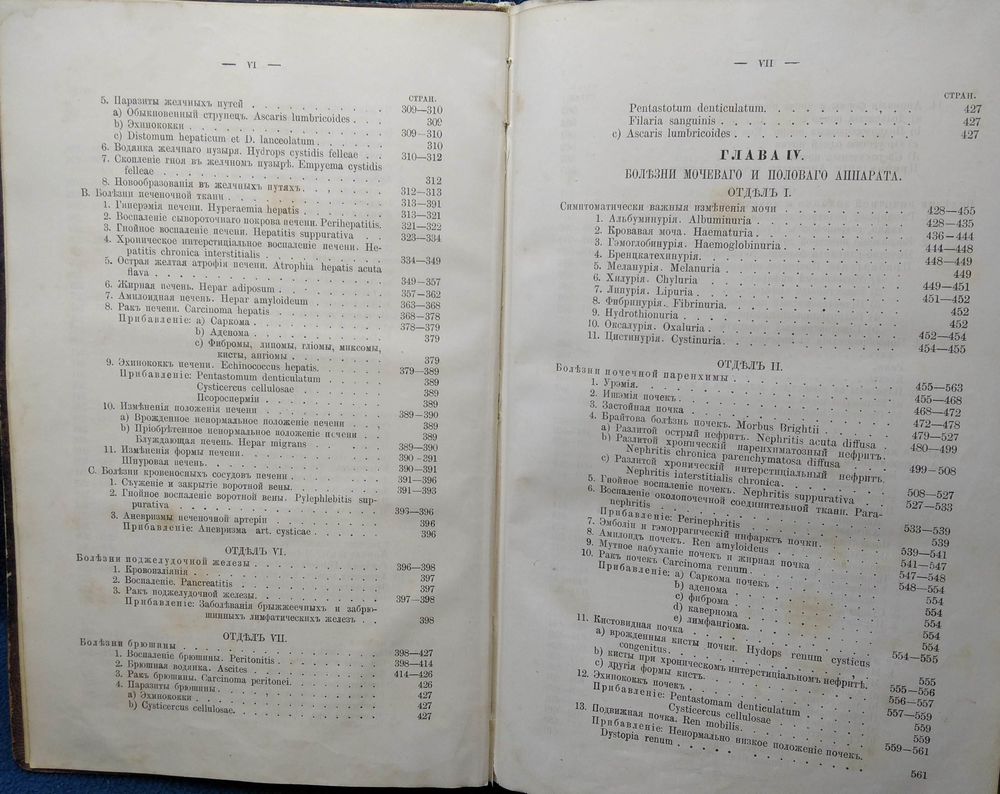 — VI —
СТРАН.
5. Паразиты желчныхъ путей . . . 309—310
a) Обыкновенный струнецъ. Ascaris lumbricoides . . . 309
b) Эхинококки . . . 309—310
c) Distomum hepaticum et D. lanceolatum. . . . 310
6. Водянка желчнаго пузыря. Hydrops cystidis felleae . . . 310—312
7. Скопленіе гноя въ желчномъ пузырѣ. Empyema cystidis
felleae . . . 312
8. Новообразованія въ желчныхъ путяхъ. . . . 312—313
B. Болѣзни печеночной ткани . . . 313—391
1. Гиперэмія печени. Hyperaemia hepatis . . . 313—321
2. Воспаленіе сывороточнаго покрова печени. Perihepatitis. 321—322
3. Гнойное воспаленіе печени. Hepatitis suppurativa . . . 323—334
4. Хроническое интерстиціальное воспаленіе печени. He-
patitis chronica interstitialis . . . 334—349
5. Острая желтая атрофія печени. Atrophia hepatis acuta
flava . . . 349—357
6. Жирная печень. Hepar adiposum . . . 357—362
7. Амилоидная печень. Hepar amyloideum . . . 363—368
8. Ракъ печени. Carcinoma hepatis . . . 368—378
Прибавленіе: a) Саркома . . . 378—379
b) Аденома . . . 379
c) Фибромы, липомы, гліомы, миксомы,
кисты, ангіомы . . . 379
9. Эхинококкъ печени. Echinococcus hepatis. . . . 379—389
Прибавленіе: Pentastomum denticulatum . . . 389
Cysticercus cellulosae . . . 389
Псоросперміи . . . 389
10. Измѣненія положенія печени . . . 389—390
a) Врожденное ненормальное положеніе печени . . . 389
b) Пріобрѣтенное ненормальное положеніе печени . . .
Блуждающая печень. Hepar migrans . . . 389—390
11. Измѣненія формы печени. . . . 390-391
Шнуровая печень. . . . 390—391
C. Болѣзни кровеносныхъ сосудовъ печени . . . 391—396
1. Съуженіе и закрытіе воротной вены. . . . 391—393
2. Гнойное воспаленіе воротной вены. Pylephlebitis sup-
purativa . . . 393—396
3. Аневризмы печеночной артеріи . . . 396
Прибавленіе: Аневризма art. cysticae . . . 396
ОТДѢЛЪ VI.
Болѣзни поджелудочной железы . . . 396—398
1. Кровоизліянія . . . 397
2. Воспаленіе. Pancreatitis . . . 397
3. Ракъ поджелудочной железы. . . . 397—398
Прибавленіе: Заболѣванія брыжжеечныхъ и забрю-
шинныхъ лимфатическихъ железъ . . 398
ОТДѢЛЪ VII.
Болѣзни брюшины . . . 398—427
1. Воспаленіе брюшины. Peritonitis . . . 398—414
2. Брюшная водянка. Ascites . . . 414—426
3. Ракъ брюшины. Carcinoma peritonei. . . . 426
4. Паразиты брюшины. . . . 427
a) Эхинококки . . . 427
b) Cysticercus cellulosae. . . . 427
— VII —
СТРАН.
Pentastotum denticulatum. . . . 427
Filaria sanguinis . . . 427
c) Ascaris lumbricoides . . . 427
ГЛАВА IV.
БОЛѢЗНИ МОЧЕВАГО И ПОЛОВАГО АППАРАТА.
ОТДѢЛЪ I.
Симптоматически важныя измѣненія мочи . . . 428—455
1. Альбуминурія. Albuminuria . . . 428—435
2. Кровавая моча. Haematuria . . . 436—444
3. Гэмоглобинурія. Haemoglobinuria . . . 444—448
4. Бренцкатехинурія. . . . 448—449
5. Меланурія. Melanuria . . . 449
6. Хилурія. Chyluria . . . 449—451
7. Липурія. Lipuria . . . 451—452
8. Фибринурія. Fibrinuria. . . . 452
9. Hydrothionuria . . . 452
10. Оксалурія. Oxaluria . . . 452—454
11. Цистинурія. Cystinuria . . . 454—455
ОТДѢЛЪ II.
Болѣзни почечной паренхимы . . . 455—563
1. Урэмія. . . . 455—468
2. Ишэмія почекъ. . . . 468—472
3. Застойная почка . . . 472—478
4. Брайтова болѣзнь почекъ. Morbus Brightii . . . 479—527
a) Разлитой острый нефритъ. Nephritis acuta diffusa . 480—499
b) Разлитой хроническій паренхиматозный нефритъ.
Nephritis chronica parenchymatosa diffusa . . . 499—508
c) Разлитой хроническій интерстиціальный нефритъ.
Nephritis interstitialis chronica. . . . 508—527
5. Гнойное воспаленіе почекъ. Nephritis suppurativa . . . 527—533
6. Воспаленіе околопочечной соединительной ткани. Para-
nephritis . . . 533—539
Прибавленіе: Perinephritis . . . 539
7. Эмболіи и гэморрагическій инфарктъ почки. . . . 539—541
8. Амилоидъ почекъ. Ren amyloideus . . . 541—547
9. Мутное набуханіе почекъ и жирная почка . . . 547—548
10. Ракъ почекъ Carcinoma renum. . . . 548—554
Прибавленіе: a) Саркома почекъ . . . 554
b) аденома . . . 554
c) фиброма . . . 554
d) кавернома . . . 554
e) лимфангіома. . . . 554
11. Кистовидная почка . . . 554—555
a) врожденныя кисты почки. Hydops renum cysticus
congenitus. . . . 555
b) кисты при хроническомъ интерстиціальномъ нефритѣ. 555—556
c) другія формы кистъ. . . . 556—557
12. Эхинококкъ почекъ . . . 557—559
Прибавленіе: Pentastomam denticulatum . . . 559
Cysticercus cellulosae . . . 559
13. Подвижная почка. Ren mobilis. . . . 559—561
Прибавленіе: Ненормально низкое положеніе почекъ.
Dystopia renum . . . 561